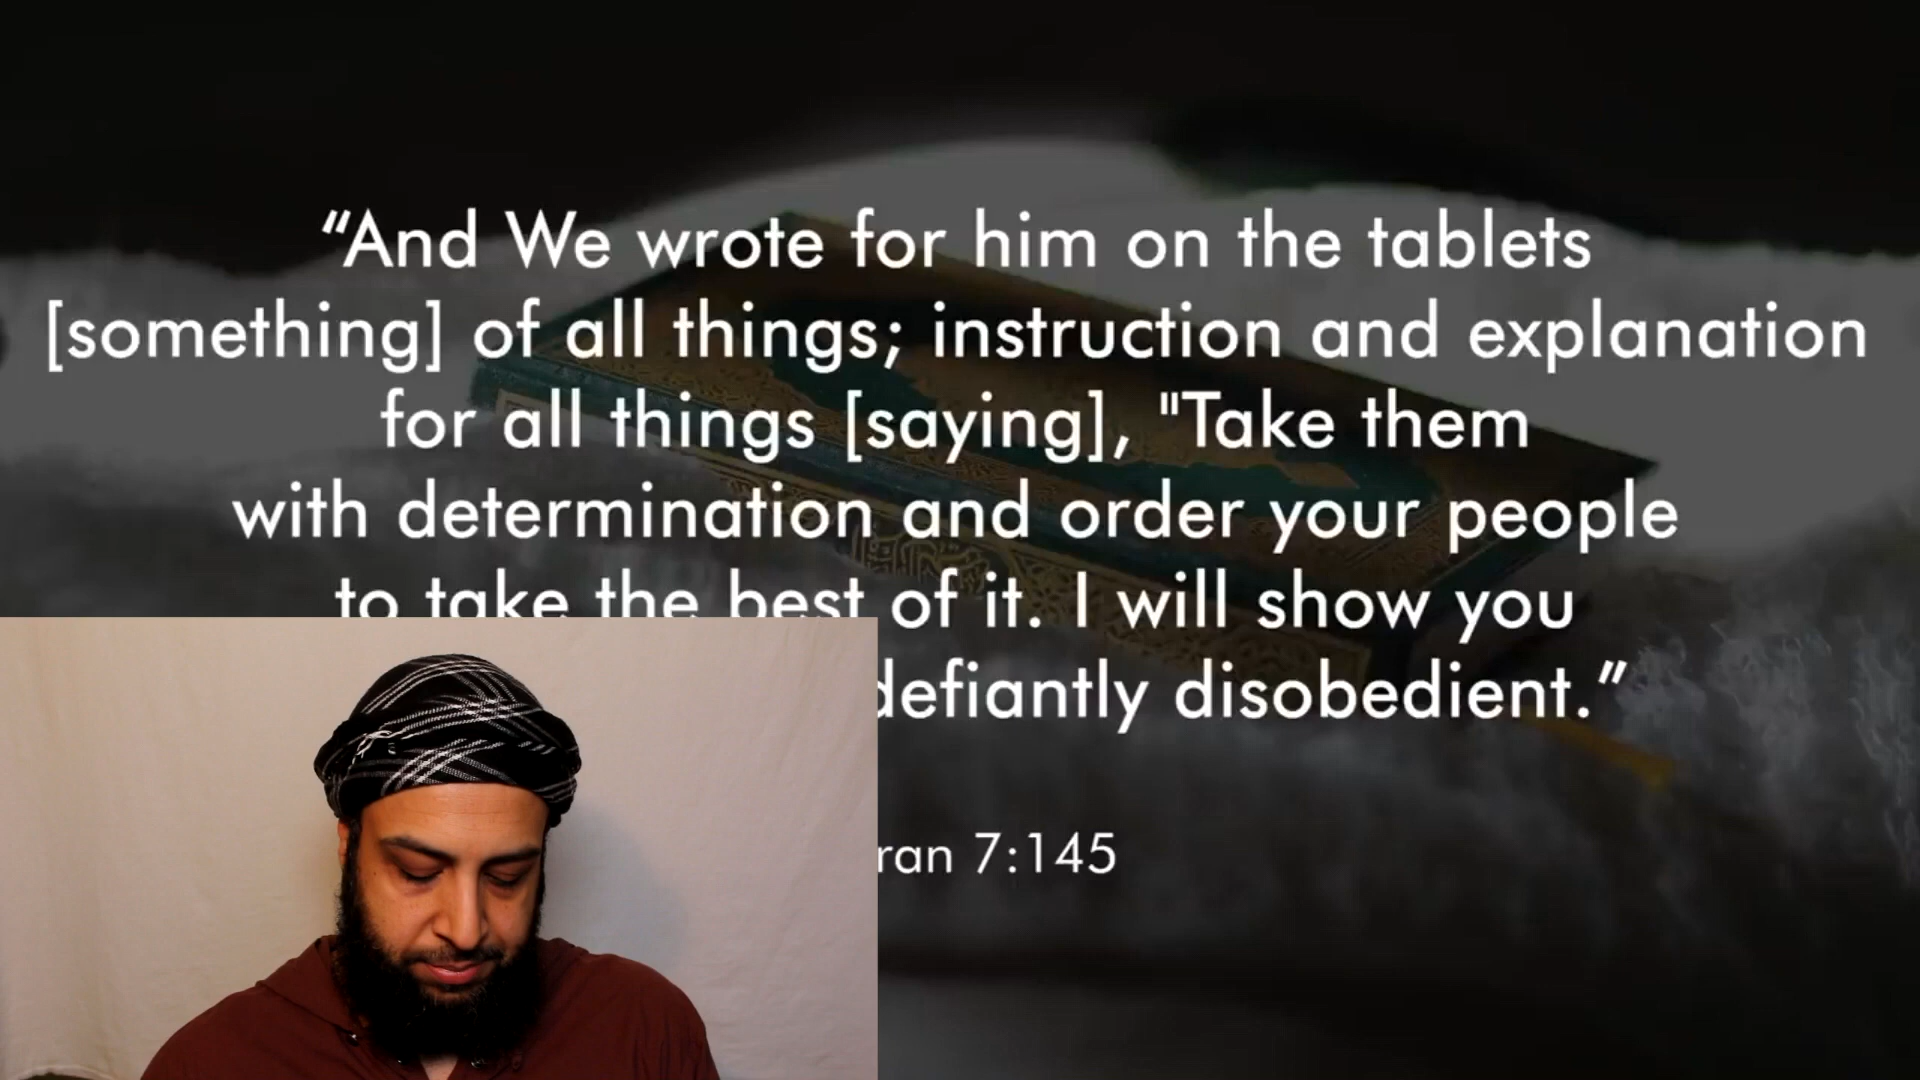 “And We wrote for him on the tablets
[something] of all things; instruction and explanation
for all things [saying], "Take them
with determination and order your people
to take the best of it. I will show you
defiantly disobedient.”
7:145